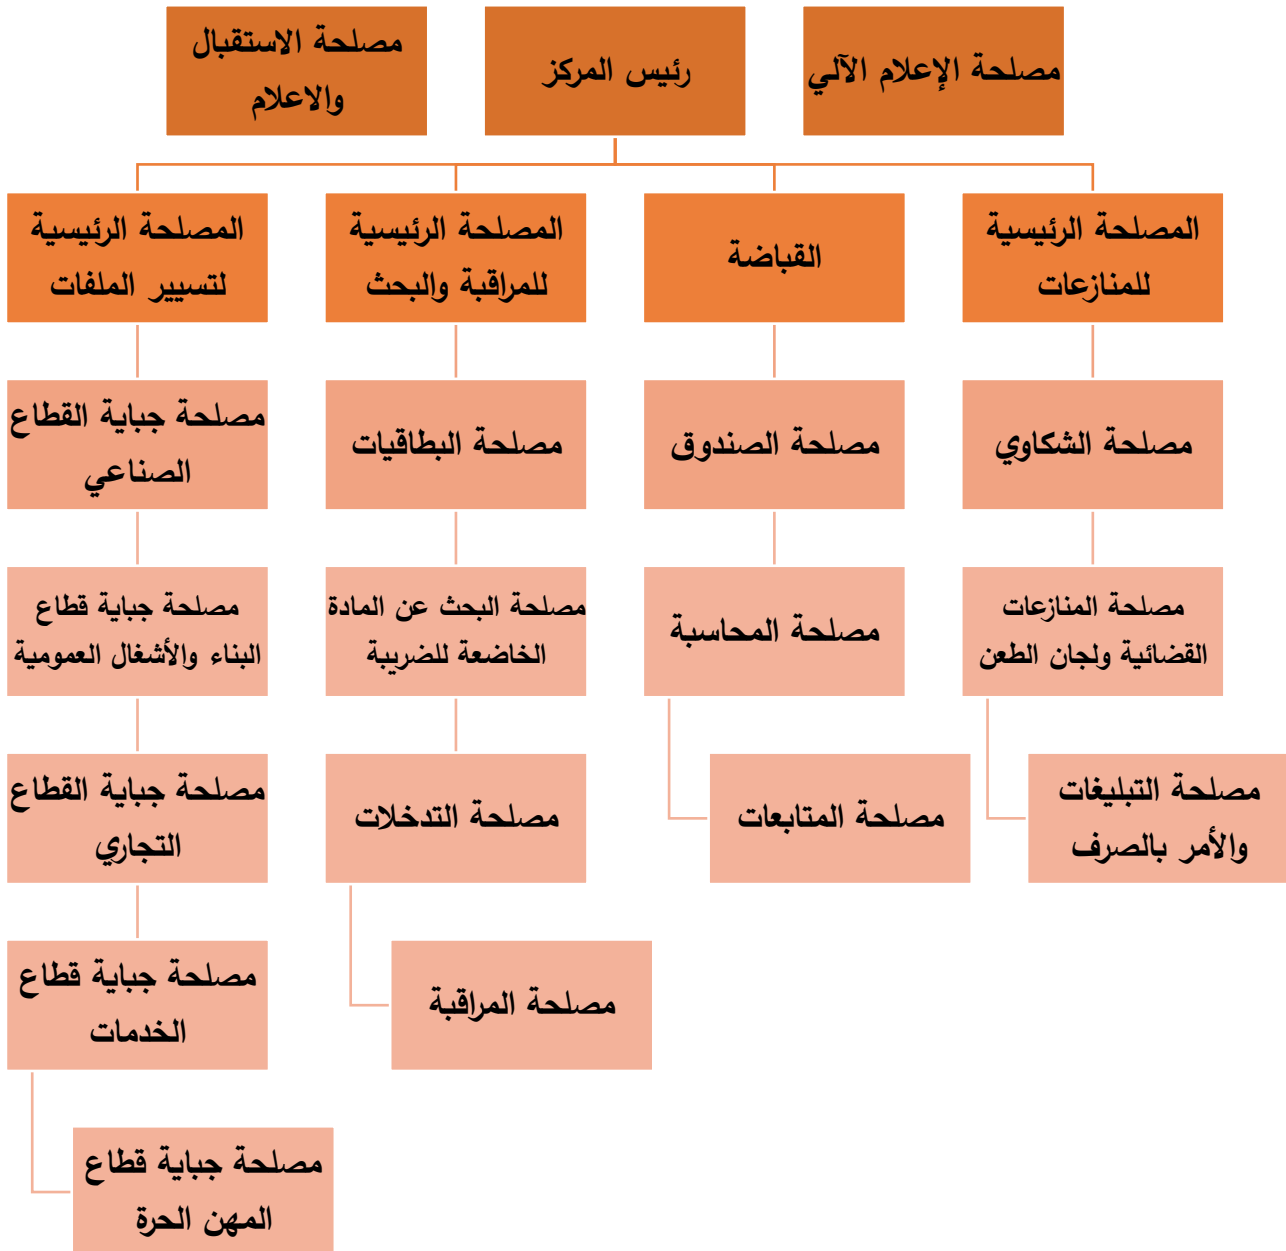 مصلحة الإعلام الآلي
رئيس المركز
مصلحة الاستقبال
والاعلام
المصلحة الرئيسية
للمنازعات
القباضة
المصلحة الرئيسية
للمراقبة والبحث
المصلحة الرئيسية
لتسيير الملفات
مصلحة الشكاوي
مصلحة الصندوق
مصلحة البطاقيات
مصلحة جباية القطاع
الصناعي
مصلحة المنازعات
القضائية ولجان الطعن
مصلحة المحاسبة
مصلحة البحث عن المادة
الخاضعة للضريبة
مصلحة جباية قطاع
البناء والأشغال العمومية
مصلحة التبليغات
والأمر بالصرف
مصلحة المتابعات
مصلحة التدخلات
مصلحة جباية القطاع
التجاري
مصلحة المراقبة
مصلحة جباية قطاع
الخدمات
مصلحة جباية قطاع
المهن الحرة